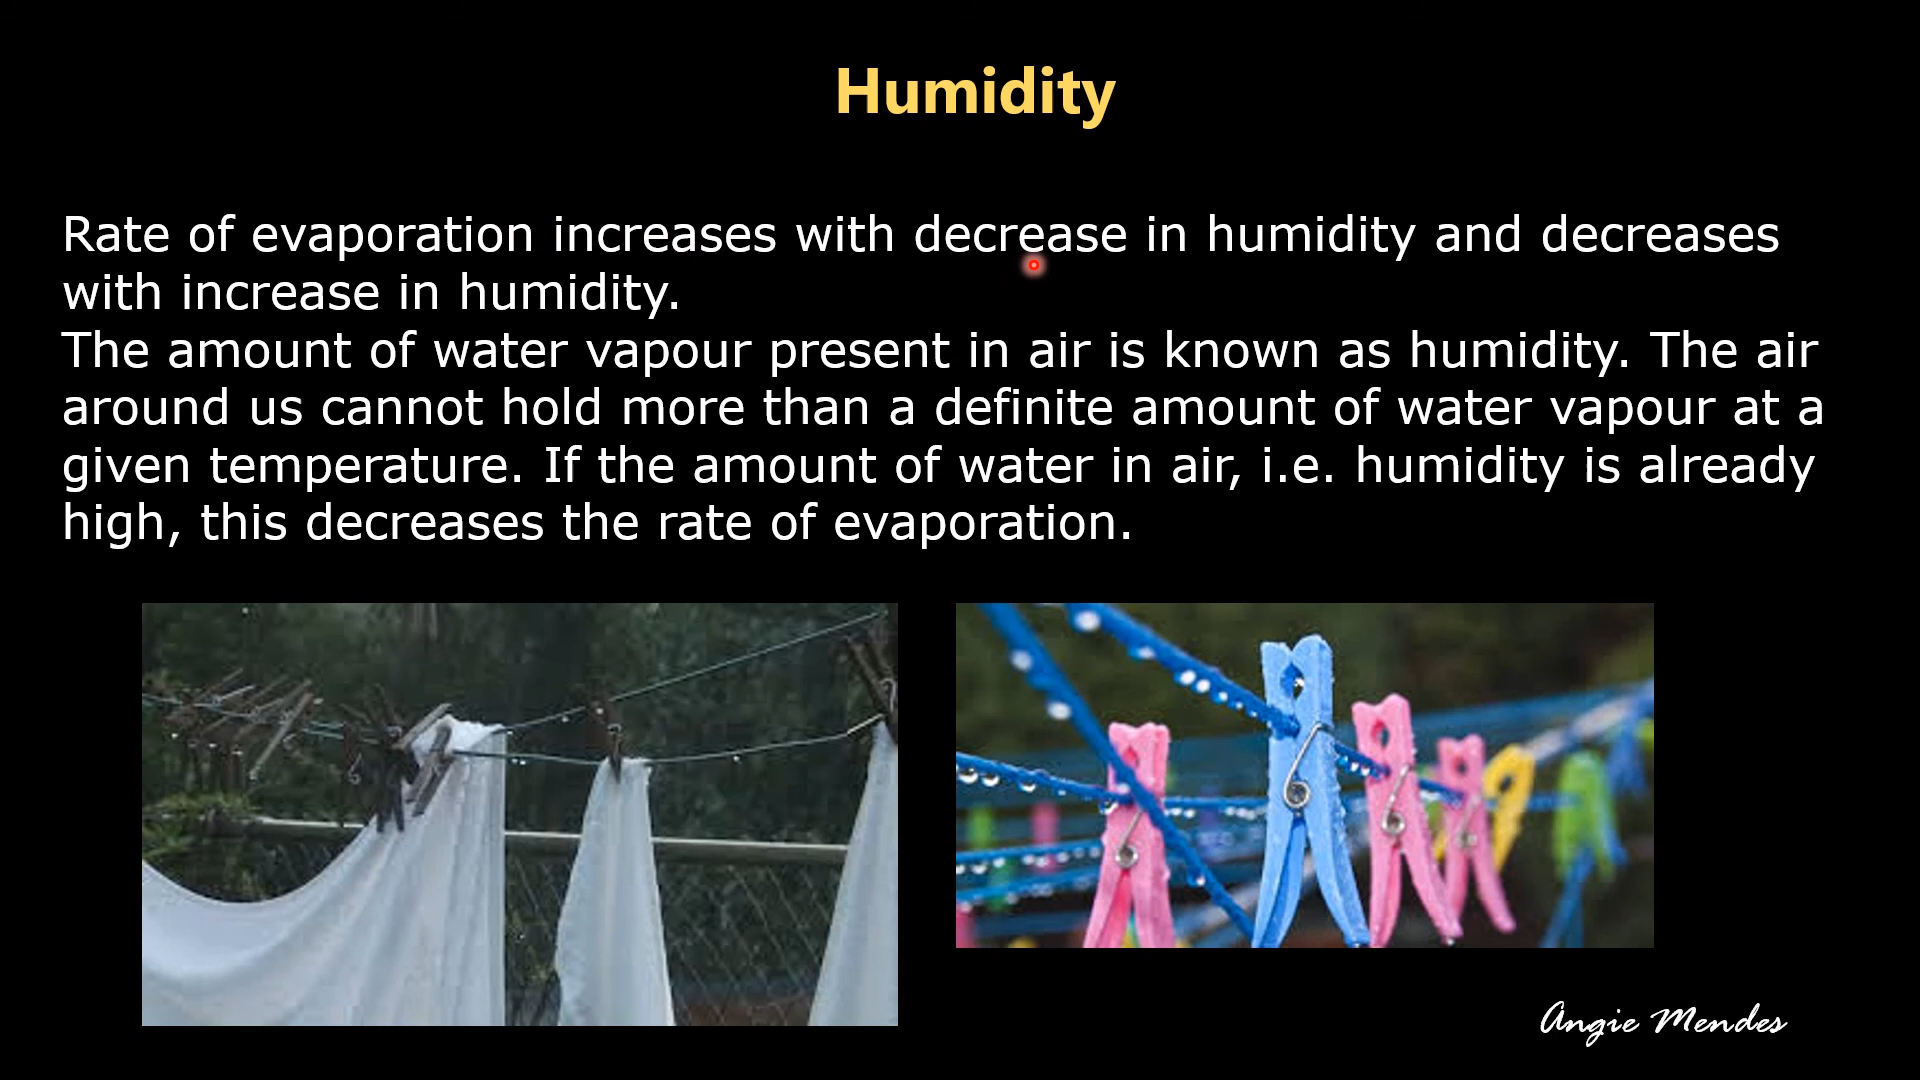 Humidity
Rate of evaporation increases with decrease in humidity and decreases
with increase in humidity.
The amount of water vapour present in air is known as humidity. The air
around us cannot hold more than a definite amount of water vapour at a
given temperature. If the amount of water in air, i.e. humidity is already
high, this decreases the rate of evaporation.
Angie Mendes